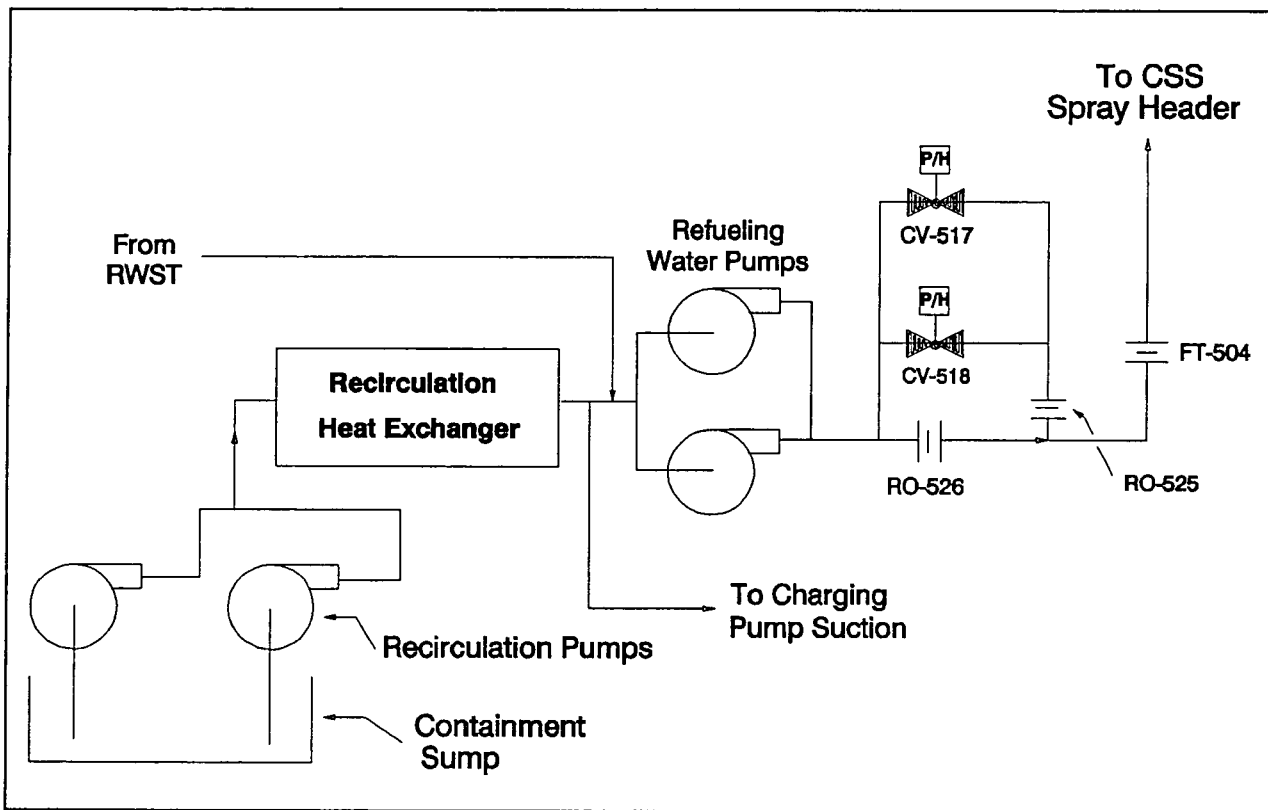 To CSS
Spray Header
P/H
CV-517
From
RWST
Refueling
Water Pumps
P/H
CV-518
FT-504
Recirculation
Heat Exchanger
RO-526
RO-525
To Charging
Pump Suction
Recirculation Pumps
Containment
Sump